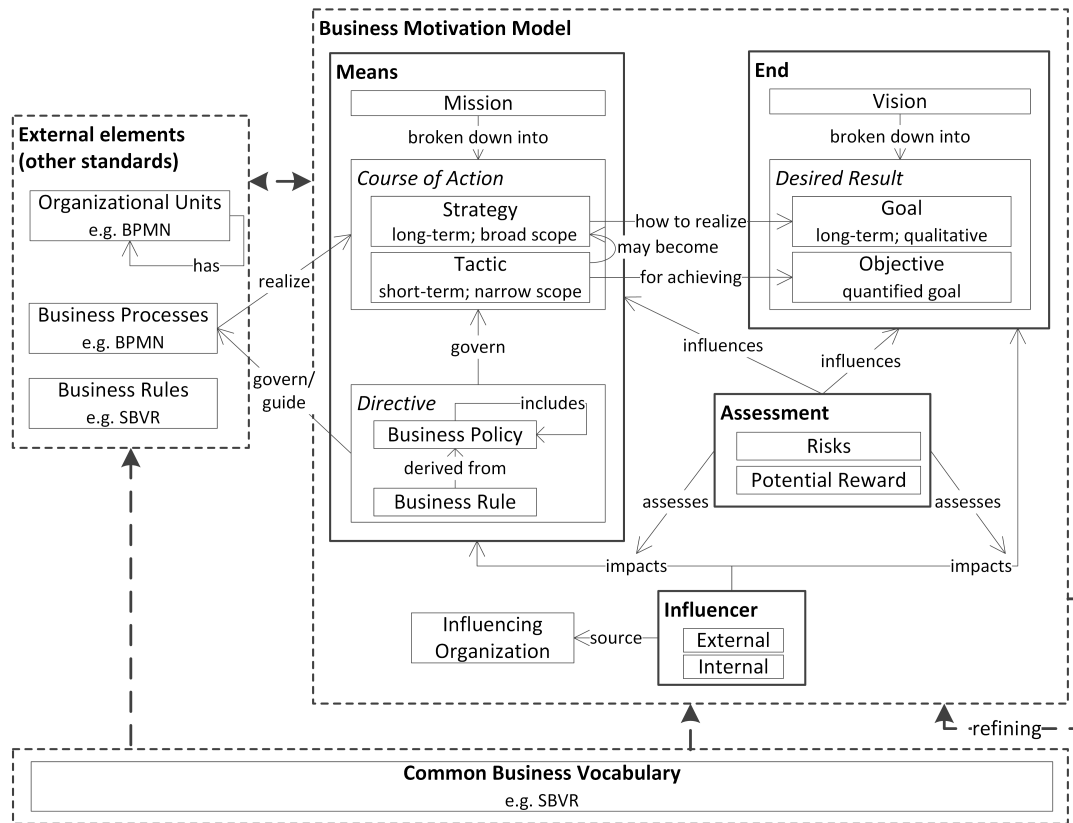 Business Motivation Model
Means
Mission
broken down into
Course of Action
Strategy
long-term; broad scope
Tactic
short-term; narrow scope
govern
Directive
includes
Business Policy
derived from
Business Rule
how to realize
may become
for achieving
End
Vision
broken down into
Desired Result
Goal
long-term; qualitative
Objective
quantified goal
External elements
(other standards)
Organizational Units
e.g. BPMN
has
Business Processes
e.g. BPMN
Business Rules
e.g. SBVR
realize
govern/
guide
influences
influences
Assessment
Risks
Potential Reward
assesses
assesses
impacts
impacts
Influencer
External
Internal
source
Influencing
Organization
refining
Common Business Vocabulary
e.g. SBVR